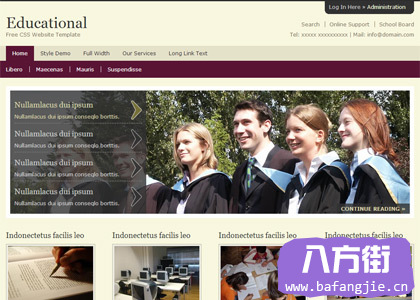 Log In Here » Administration
Educational
Free CSS Website Template
Search | Online Support | School Board
Tel: xxxxx xxxxxxxxxx | Mail: info@domain.com
Home Style Demo Full Width Our Services Long Link Text
Libero | Maecenas | Mauris | Suspendisse
Nullamlacus dui ipsum
Nullamlacus dui ipsum conseqlo borttis.
Nullamlacus dui ipsum
Nullamlacus dui ipsum conseqlo borttis.
Nullamlacus dui ipsum
Nullamlacus dui ipsum conseqlo borttis.
Nullamlacus dui ipsum
Nullamlacus dui ipsum conseqlo borttis.
CONTINUE READING »
Indonectetus facilis leo Indonectetus facilis leo Indonectetus facilis leo Indonectetus facilis leo
八方街
www.bafangjie.cn